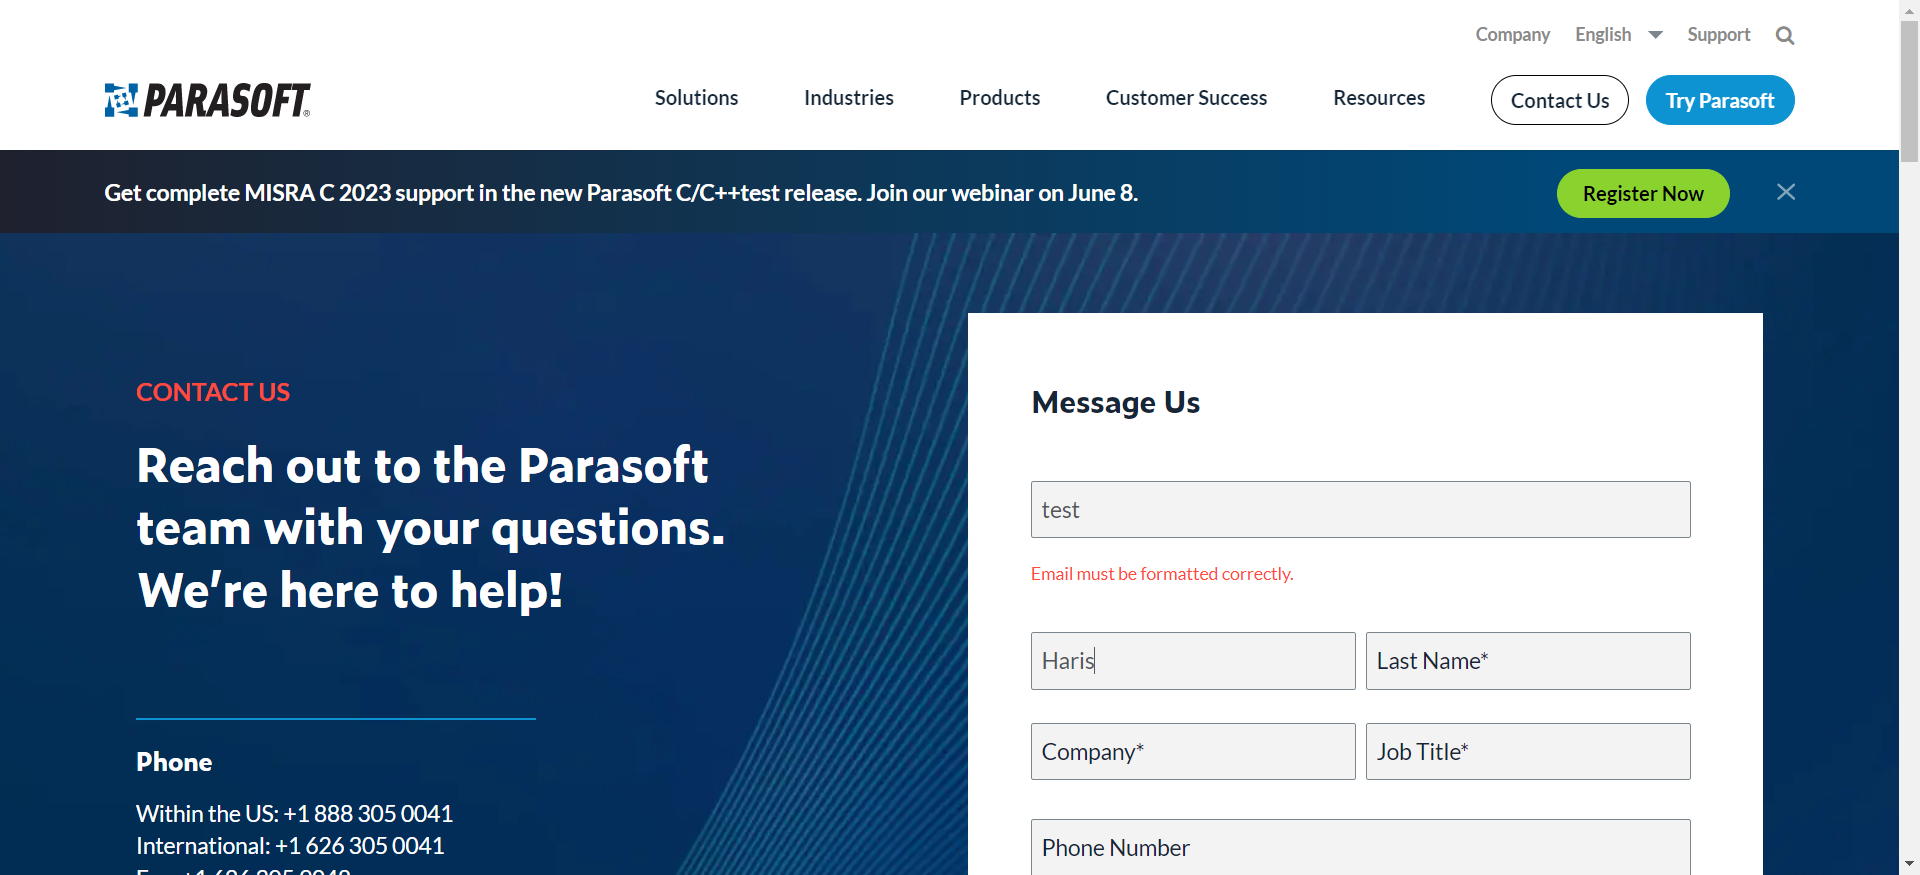 Company English Support
PARASOFT®
Solutions Industries Products Customer Success Resources Contact Us Try Parasoft
Get complete MISRA C 2023 support in the new Parasoft C/C++test release. Join our webinar on June 8. Register Now
CONTACT US
Reach out to the Parasoft
team with your questions.
We're here to help!
Phone
Within the US: +1 888 305 0041
International: +1 626 305 0041
Message Us
test
Email must be formatted correctly.
Haris Last Name*
Company* Job Title*
Phone Number